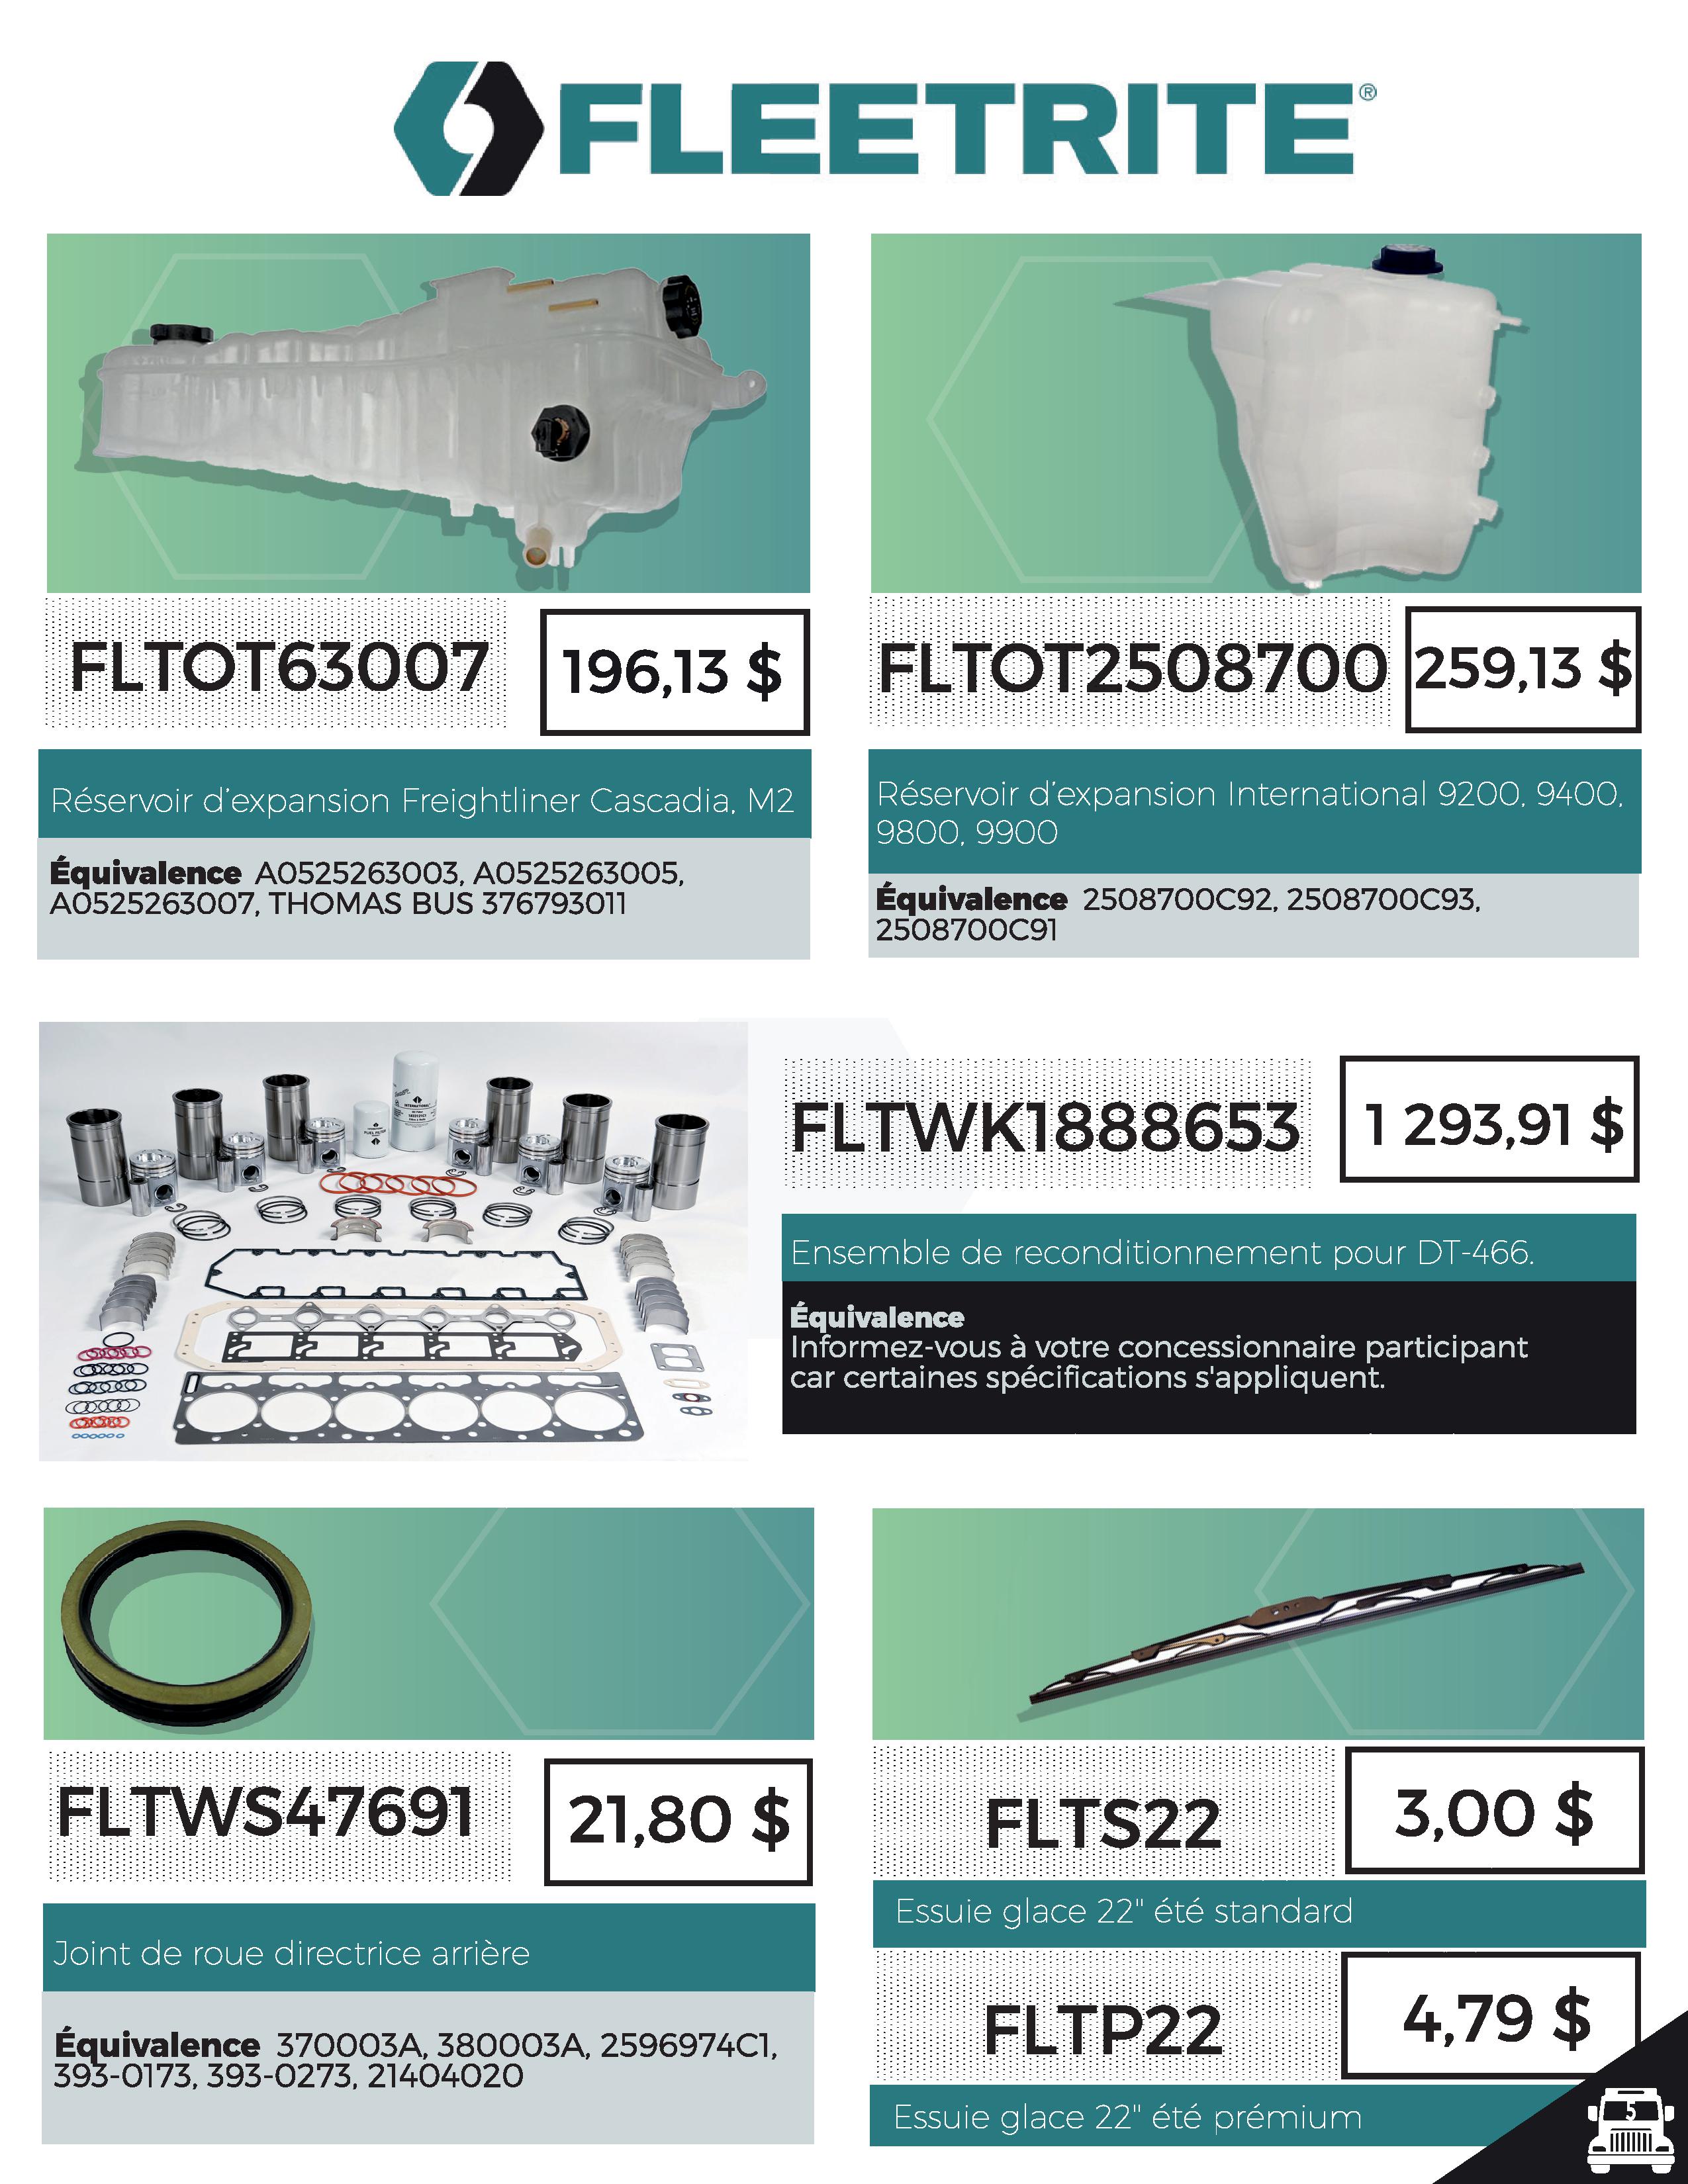 FLEETRITE®
FLTOT63007
196,13 $
Réservoir d'expansion Freightliner Cascadia, M2
Équivalence A0525263003, A0525263005,
A0525263007, THOMAS BUS 376793011
FLTOT2508700
259,13 $
Réservoir d'expansion International 9200, 9400,
9800, 9900
Équivalence 2508700C92, 2508700C93,
2508700C91
INTERNATIONAL
FLTWK1888653
1 293,91 $
Ensemble de reconditionnement pour DT-466.
Équivalence
Informez-vous à votre concessionnaire participant
car certaines spécifications s'appliquent.
FLTWS47691
21,80 $
Joint de roue directrice arrière
Équivalence 370003A, 380003A, 2596974C1,
393-0173, 393-0273, 21404020
FLTS22
3,00 $
Essuie glace 22" été standard
FLTP22
4,79 $
Essuie glace 22" été prémium
5